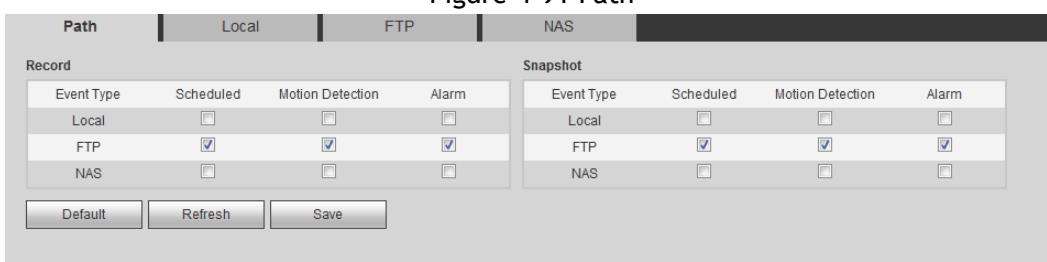 Path Local FTP NAS
Record
Event Type Scheduled Motion Detection Alarm
Local
FTP
NAS
Snapshot
Event Type Scheduled Motion Detection Alarm
Local
FTP
NAS
Default Refresh Save